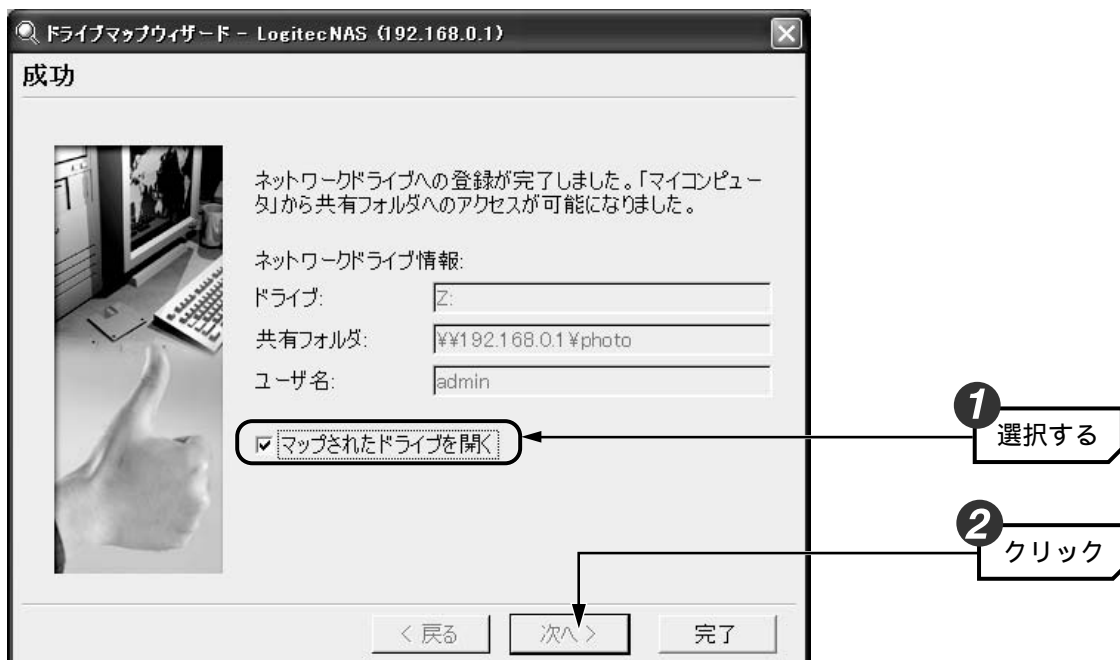 ドライブマップウィザード - LogitecNAS (192.168.0.1)
成功
ネットワークドライブへの登録が完了しました。「マイコンピュー
タ」から共有フォルダへのアクセスが可能になりました。
ネットワークドライブ情報:
ドライブ: Z:
共有フォルダ: ¥¥192.168.0.1¥photo
ユーザ名: admin
マップされたドライブを開く
1 選択する
2 クリック
< 戻る 次へ > 完了